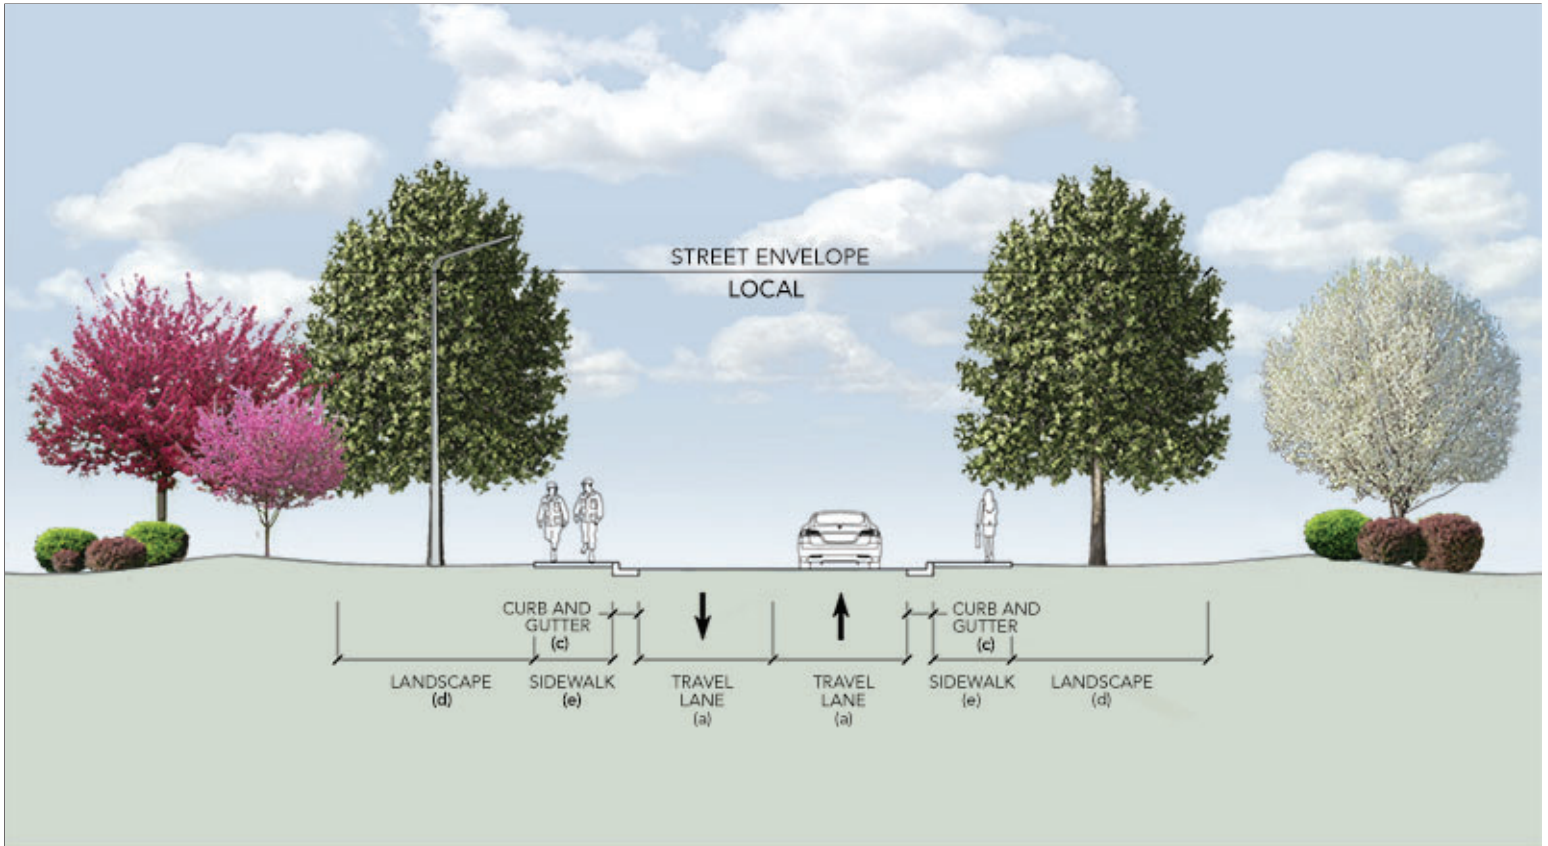 STREET ENVELOPE
LOCAL
CURB AND
GUTTER
(c)
CURB AND
GUTTER
(c)
LANDSCAPE
(d)
SIDEWALK
(e)
TRAVEL
LANE
(a)
TRAVEL
LANE
(a)
SIDEWALK
(e)
LANDSCAPE
(d)